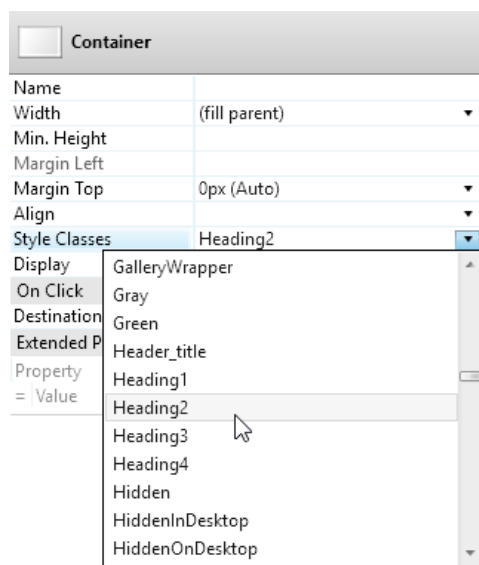 Container
Name
Width (fill parent)
Min. Height
Margin Left
Margin Top 0px (Auto)
Align
Style Classes Heading2
Display
On Click
Destination
Extended P
Property
= Value
GalleryWrapper
Gray
Green
Header_title
Heading1
Heading2
Heading3
Heading4
Hidden
HiddenInDesktop
HiddenOnDesktop